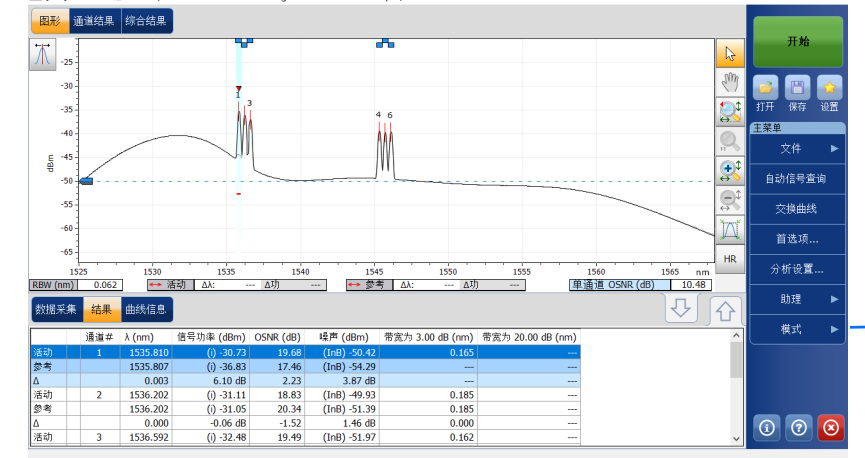 图形 通道结果 综合结果
开始
-25
-30
-35
-40
-45
-50
-55
-60
-65
dBm
1
3
4 6
1525 1530 1535 1540 1545 1550 1555 1560 1565 nm
HR
打开 保存 设置
主菜单
文件
自动信号查询
交换曲线
首选项...
分析设置...
助理
模式
RBW (nm) 0.062 活动 Δλ: --- Δ功 --- 参考 Δλ: --- Δ功 --- 单通道 OSNR (dB) 10.48
数据采集 结果 曲线信息
通道# λ (nm) 信号功率 (dBm) OSNR (dB) 噪声 (dBm) 带宽为 3.00 dB (nm) 带宽为 20.00 dB (nm)
活动 1 1535.810 (i) -30.73 19.68 (InB) -50.42 0.165 ---
参考 1535.807 (i) -36.83 17.46 (InB) -54.29 --- ---
Δ 0.003 6.10 dB 2.23 3.87 dB --- ---
活动 2 1536.202 (i) -31.11 18.83 (InB) -49.93 0.185 ---
参考 1536.202 (i) -31.05 20.34 (InB) -51.39 0.185 ---
Δ 0.000 -0.06 dB -1.52 1.46 dB 0.000 ---
活动 3 1536.592 (i) -32.48 19.49 (InB) -51.97 0.162 ---